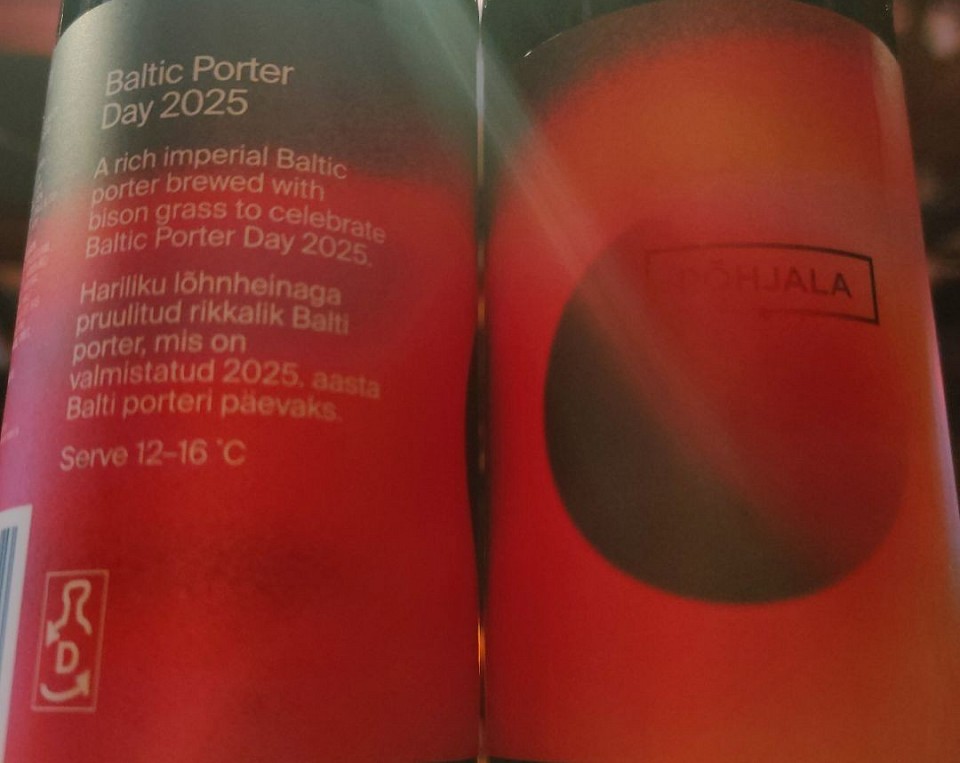 Baltic Porter
Day 2025
A rich imperial Baltic
porter brewed with
bison grass to celebrate
Baltic Porter Day 2025.
Hariliku lõhnheinaga
pruulitud rikkalik Balti
porter, mis on
valmistatud 2025. aasta
Balti porteri päevaks.
Serve 12–16 °C
D
PÕHJALA